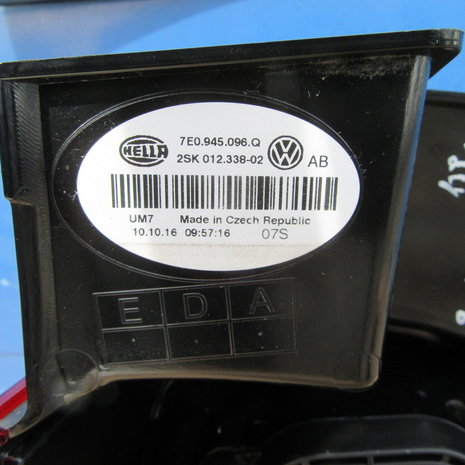 HELLA 7E0.945.096.Q
2SK 012.338-02 VW AB
UM7 Made in Czech Republic
10.10.16 09:57:16 07S
E D A